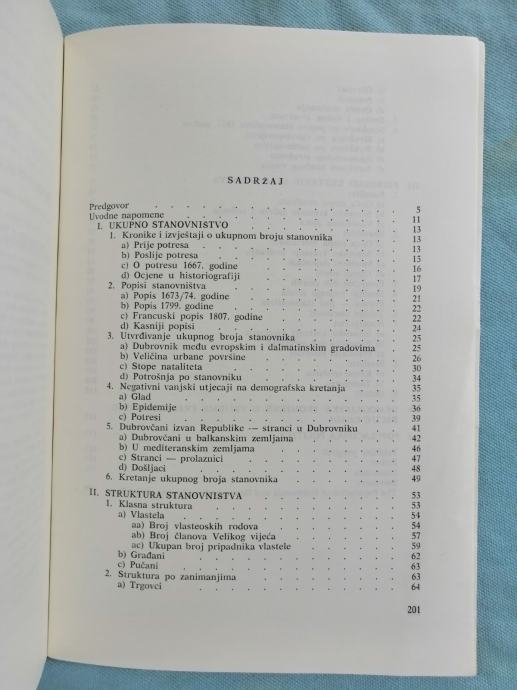 SADRŽAJ
Predgovor . . . . . . . . . . . . 5
Uvodne napomene . . . . . . . . . . . . 11
I. UKUPNO STANOVNIŠTVO . . . . . . . . 13
1. Kronike i izvještaji o ukupnom broju stanovnika . . . . 13
a) Prije potresa . . . . . . . . . . 13
b) Poslije potresa . . . . . . . . . . 15
c) O potresu 1667. godine . . . . . . . . 16
d) Ocjene u historiografiji . . . . . . . . 17
2. Popisi stanovništva . . . . . . . . . 19
a) Popis 1673/74. godine . . . . . . . . 21
b) Popis 1799. godine . . . . . . . . . 22
c) Francuski popis 1807. godine . . . . . . . 22
d) Kasniji popisi . . . . . . . . . . 24
3. Utvrđivanje ukupnog broja stanovnika . . . . . 25
a) Dubrovnik među evropskim i dalmatinskim gradovima . . 25
b) Veličina urbane površine . . . . . . . . 26
c) Stope nataliteta . . . . . . . . . 30
d) Potrošnja po stanovniku . . . . . . . . 34
4. Negativni vanjski utjecaji na demografska kretanja . . . 35
a) Glad . . . . . . . . . . . . 35
b) Epidemije . . . . . . . . . . . 36
c) Potresi . . . . . . . . . . . 39
5. Dubrovčani izvan Republike — stranci u Dubrovniku . . . 41
a) Dubrovčani u balkanskim zemljama . . . . . . 42
b) U mediteranskim zemljama . . . . . . . . 46
c) Stranci — prolaznici . . . . . . . . 47
d) Došljaci . . . . . . . . . . . 48
6. Kretanje ukupnog broja stanovnika . . . . . . 49
II. STRUKTURA STANOVNIŠTVA . . . . . . . 53
1. Klasna struktura . . . . . . . . . 53
a) Vlastela . . . . . . . . . . . 54
aa) Broj vlasteoskih rodova . . . . . . . 54
ab) Broj članova Velikog vijeća . . . . . . 57
ac) Ukupan broj pripadnika vlastele . . . . . 59
b) Građani . . . . . . . . . . . 62
c) Pučani . . . . . . . . . . . 63
2. Struktura po zanimanjima . . . . . . . . 63
a) Trgovci . . . . . . . . . . . 64
201